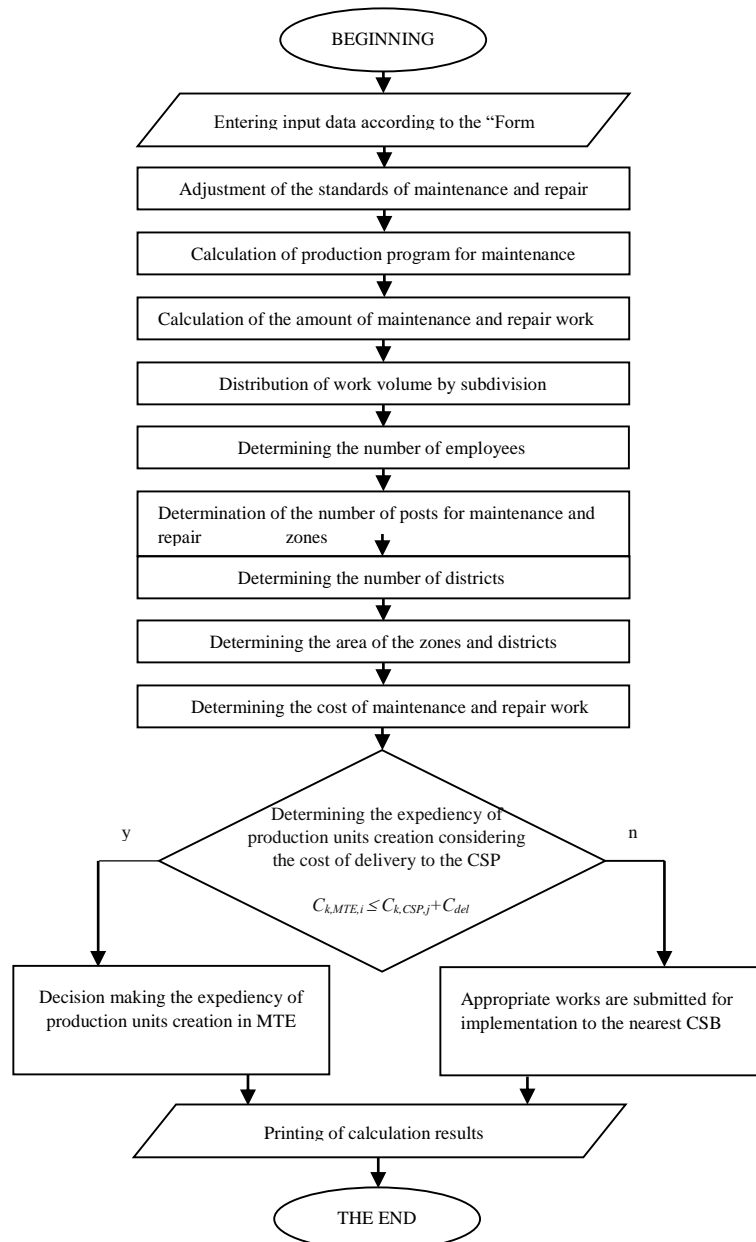 BEGINNING
Entering input data according to the “Form
Adjustment of the standards of maintenance and repair
Calculation of production program for maintenance
Calculation of the amount of maintenance and repair work
Distribution of work volume by subdivision
Determining the number of employees
Determination of the number of posts for maintenance and
repair zones
Determining the number of districts
Determining the area of the zones and districts
Determining the cost of maintenance and repair work
Determining the expediency of
production units creation considering
the cost of delivery to the CSP
C_{k,MTE,i} ≤ C_{k,CSP,j}+C_{del}
y
n
Decision making the expediency of
production units creation in MTE
Appropriate works are submitted for
implementation to the nearest CSB
Printing of calculation results
THE END